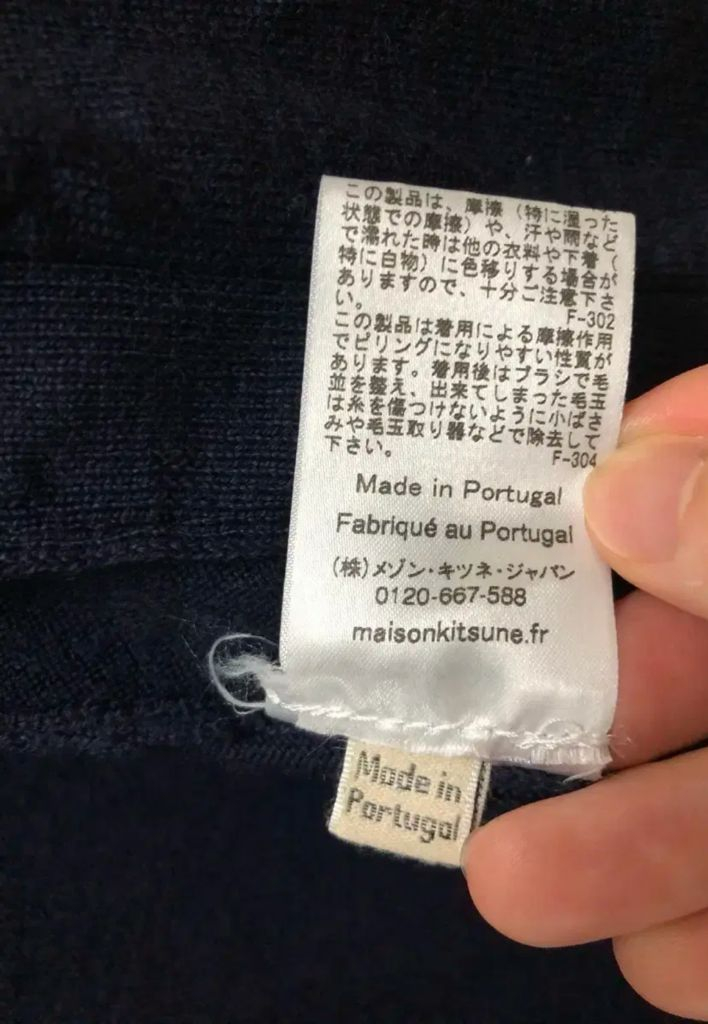 この製品は、摩擦（特に湿った
状態での摩擦）や、汗や雨など
で濡れた時は他の衣料や下着（
特に白物）に色移りする場合が
ありますので、十分ご注意下さ
い。
F-302
この製品は着用による摩擦作用
でピリングになりやすい性質が
あります。着用後はブラシで毛
並を整え、出来てしまった毛玉
は糸を傷つけないように小ばさ
みや毛玉取り器などで除去して
下さい。
F-304
Made in Portugal
Fabriqué au Portugal
（株）メゾン・キツネ・ジャパン
0120-667-588
maisonkitsune.fr
Made in
Portugal